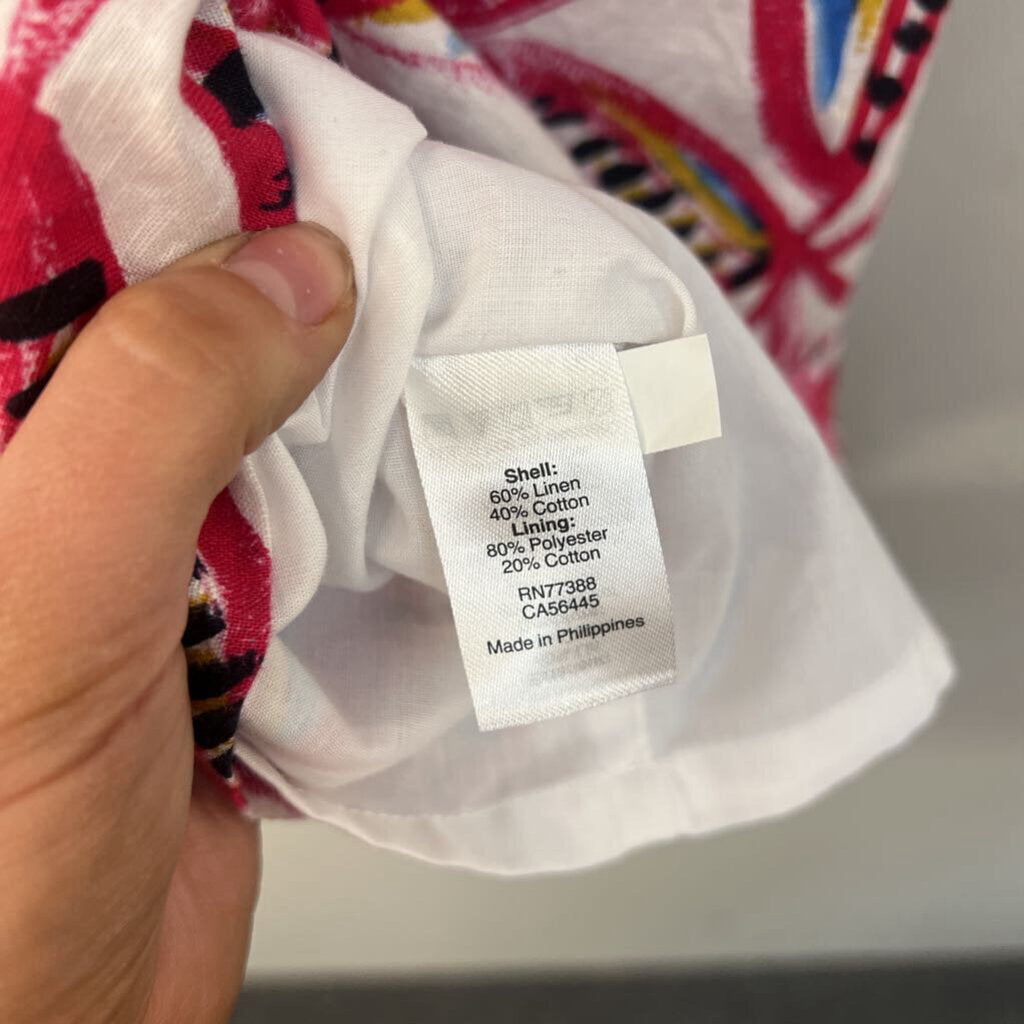 Shell:
60% Linen
40% Cotton
Lining:
80% Polyester
20% Cotton
RN77388
CA56445
Made in Philippines